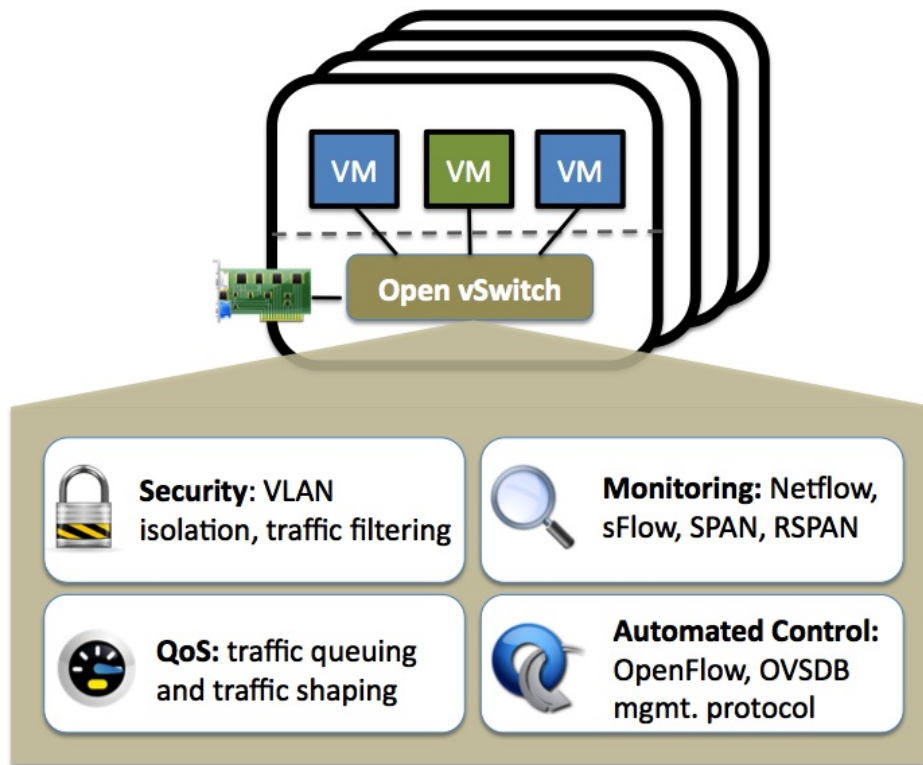 VM VM VM
Open vSwitch
Security: VLAN
isolation, traffic filtering
Monitoring: Netflow,
sFlow, SPAN, RSPAN
QoS: traffic queuing
and traffic shaping
Automated Control:
OpenFlow, OVSDB
mgmt. protocol